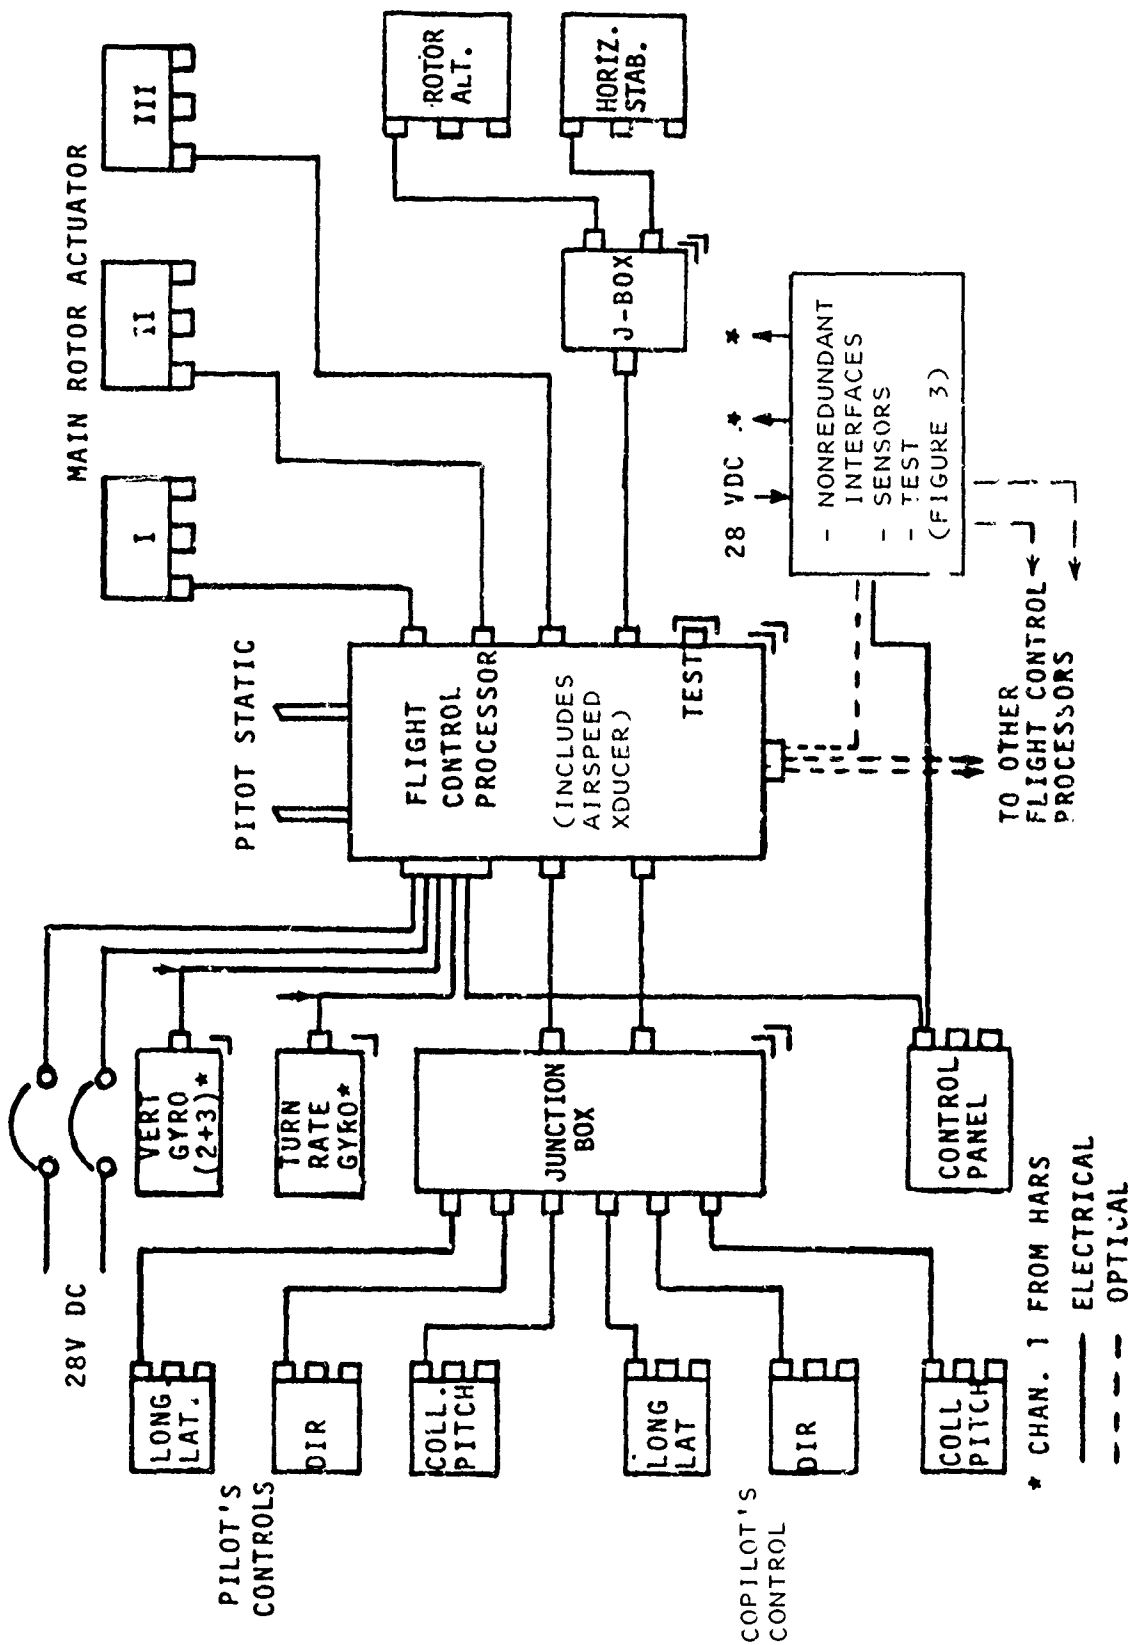 PILOT'S
CONTROLS
LONG
LAT.
DIR
COLL.
PITCH
COPILOT'S
CONTROL
LONG
LAT
DIR
COLL
PITCH
28V DC
VERT
GYRO
(2+3)*
TURN
RATE
GYRO*
JUNCTION
BOX
CONTROL
PANEL
PITOT STATIC
FLIGHT
CONTROL
PROCESSOR
(INCLUDES
AIRSPEED
XDUCER)
TEST
MAIN ROTOR ACTUATOR
I
II
III
ROTOR
ALT.
HORIZ.
STAB.
J-BOX
28 VDC
*
*
- NONREDUNDANT
INTERFACES
- SENSORS
- TEST
(FIGURE 3)
TO OTHER
FLIGHT CONTROL
PROCESSORS
* CHAN. 1 FROM HARS
ELECTRICAL
OPTICAL